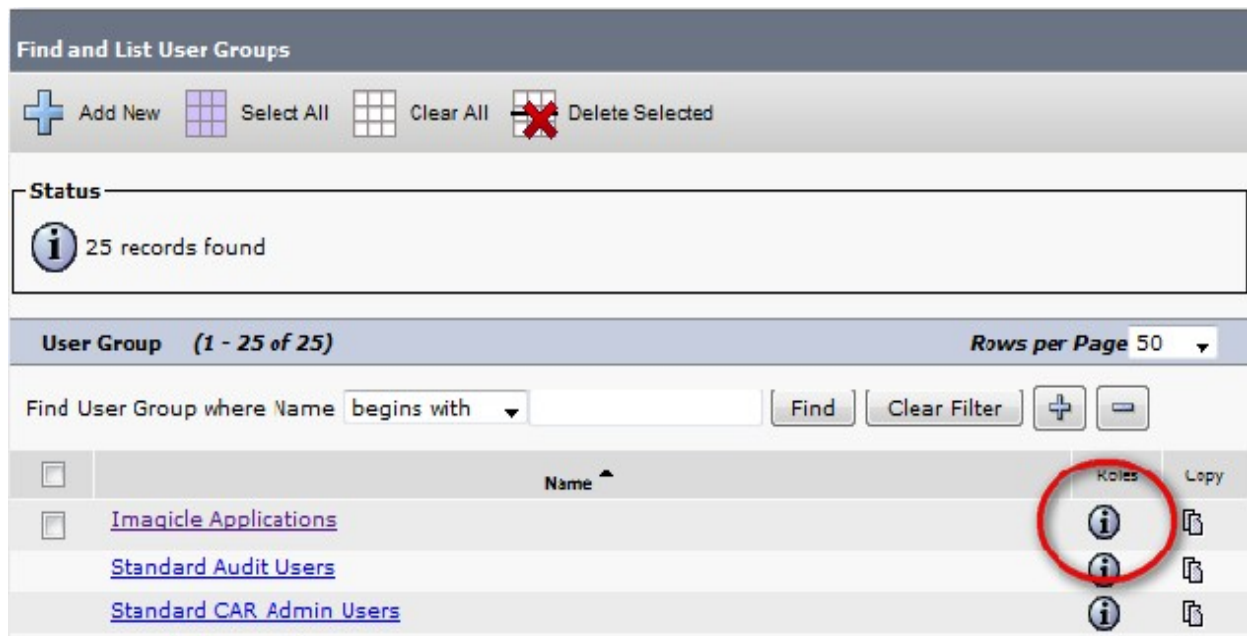 Find and List User Groups
Add New Select All Clear All Delete Selected
Status
25 records found
User Group (1 - 25 of 25) Rows per Page 50
Find User Group where Name begins with Find Clear Filter
Name Roles Copy
Imagicle Applications
Standard Audit Users
Standard CAR Admin Users